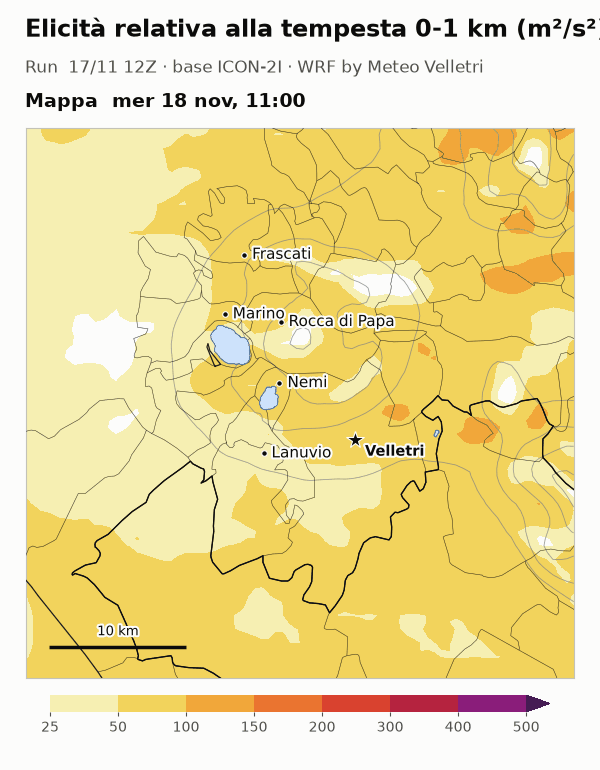 Elicità relativa alla tempesta 0-1 km (m²/s²)
Run 17/11 12Z · base ICON-2I · WRF by Meteo Velletri
Mappa mer 18 nov, 11:00
Frascati
Marino
Rocca di Papa
Nemi
Velletri
Lanuvio
10 km
25 50 100 150 200 300 400 500